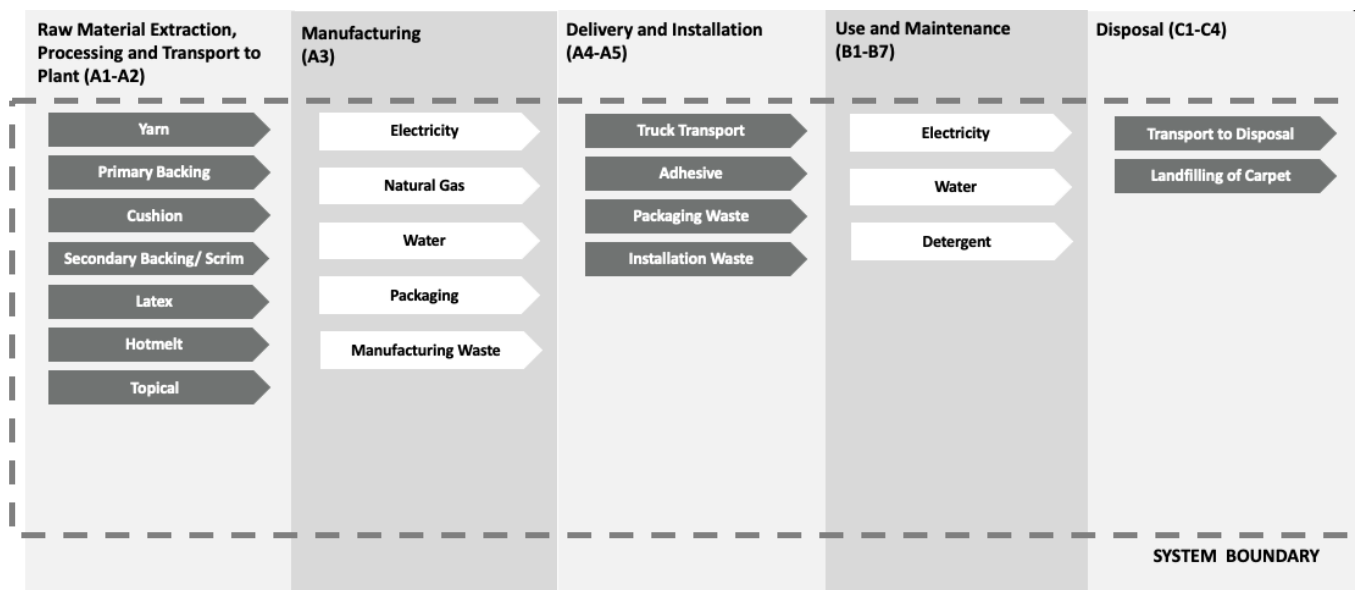 Raw Material Extraction,
Processing and Transport to
Plant (A1-A2)
Yarn
Primary Backing
Cushion
Secondary Backing/ Scrim
Latex
Hotmelt
Topical
Manufacturing
(A3)
Electricity
Natural Gas
Water
Packaging
Manufacturing Waste
Delivery and Installation
(A4-A5)
Truck Transport
Adhesive
Packaging Waste
Installation Waste
Use and Maintenance
(B1-B7)
Electricity
Water
Detergent
Disposal (C1-C4)
Transport to Disposal
Landfilling of Carpet
SYSTEM BOUNDARY